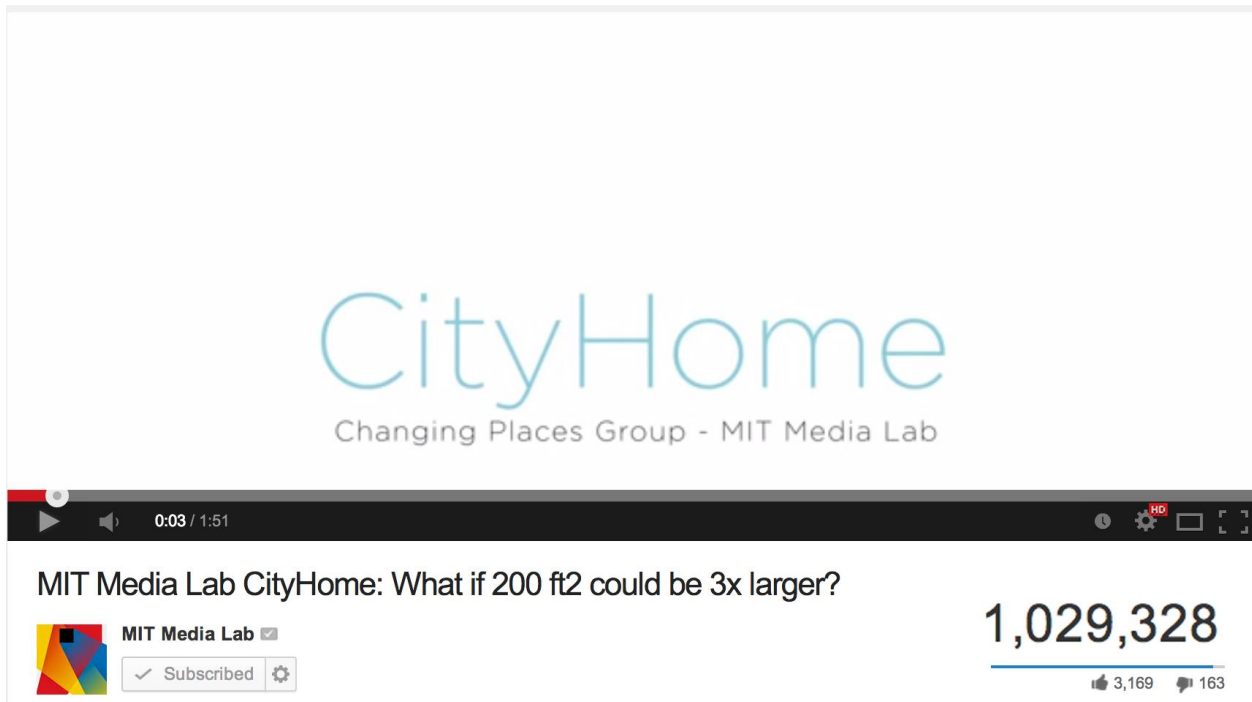 CityHome
Changing Places Group - MIT Media Lab
0:03 / 1:51
HD
MIT Media Lab CityHome: What if 200 ft2 could be 3x larger?
MIT Media Lab
Subscribed
1,029,328
3,169 163